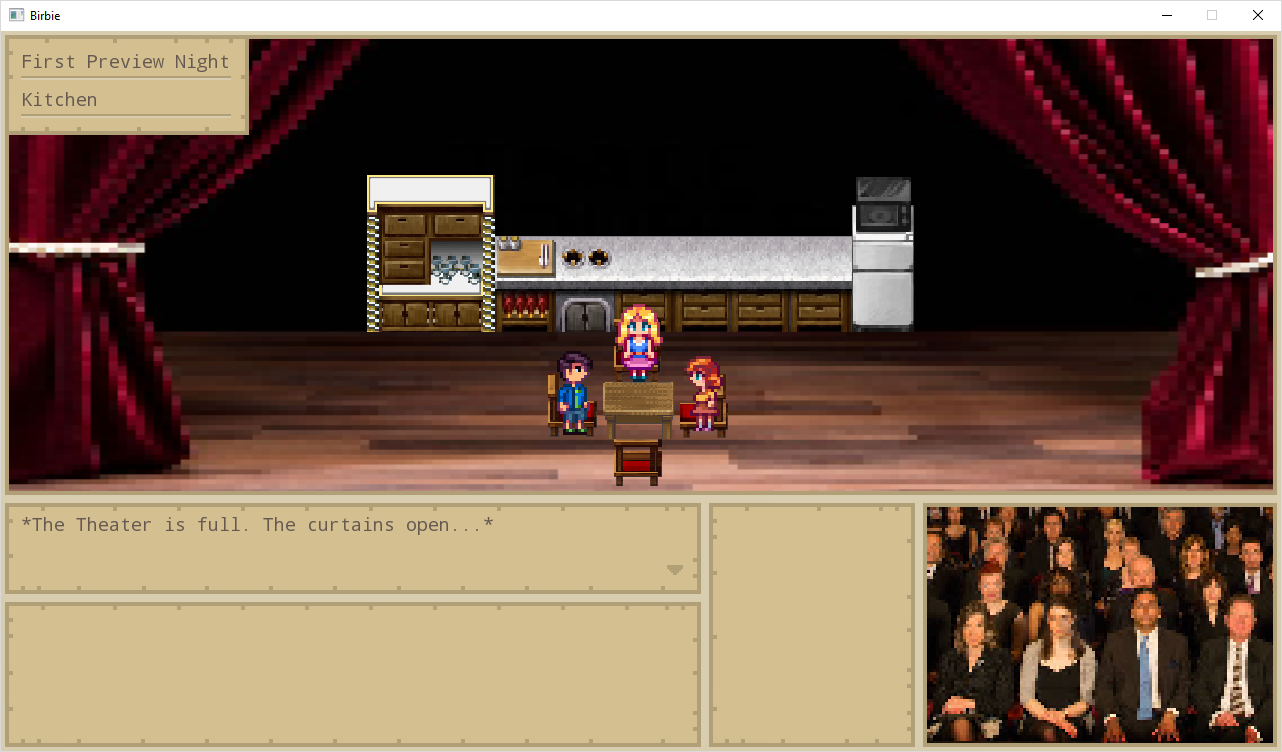 Birbie
First Preview Night
Kitchen
*The Theater is full. The curtains open...*